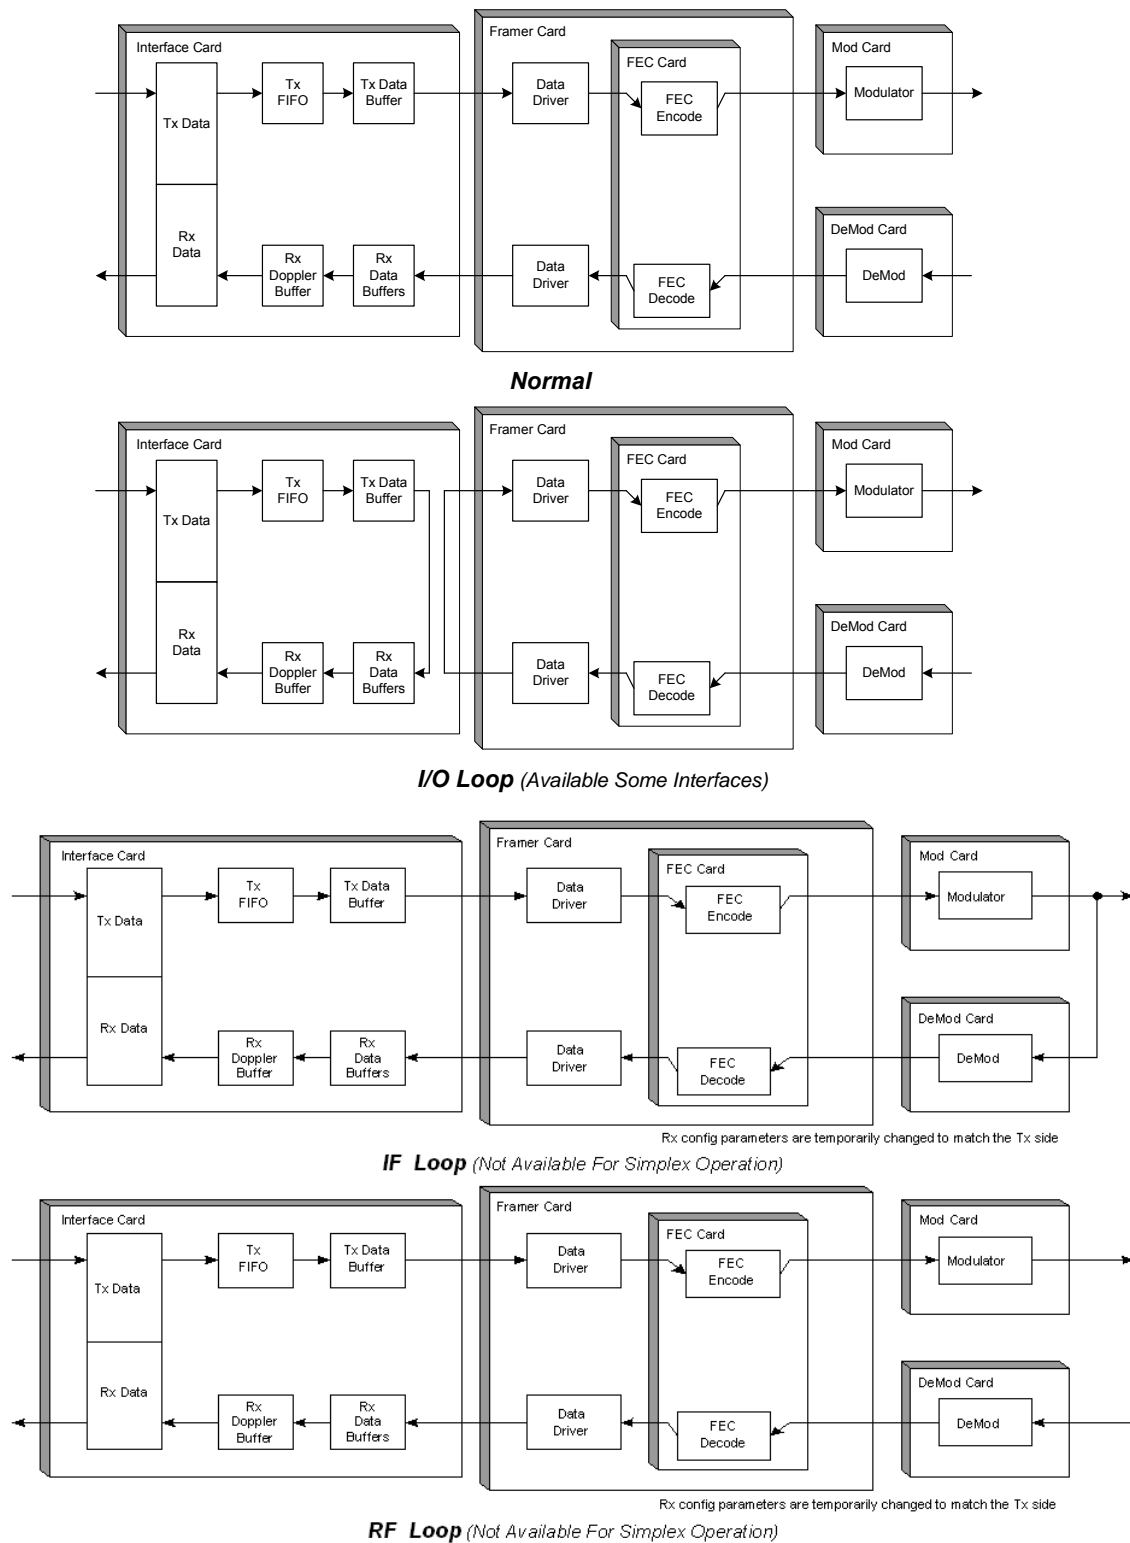 Interface Card
Tx Data
Tx
FIFO
Tx Data
Buffer
Rx
Data
Rx
Doppler
Buffer
Rx
Data
Buffers
Framer Card
Data
Driver
Data
Driver
FEC Card
FEC
Encode
FEC
Decode
Mod Card
Modulator
DeMod Card
DeMod
Normal
Interface Card
Tx Data
Tx
FIFO
Tx Data
Buffer
Rx
Data
Rx
Doppler
Buffer
Rx
Data
Buffers
Framer Card
Data
Driver
Data
Driver
FEC Card
FEC
Encode
FEC
Decode
Mod Card
Modulator
DeMod Card
DeMod
I/O Loop (Available Some Interfaces)
Interface Card
Tx Data
Tx
FIFO
Tx Data
Buffer
Rx Data
Rx
Doppler
Buffer
Rx
Data
Buffers
Framer Card
Data
Driver
Data
Driver
FEC Card
FEC
Encode
FEC
Decode
Mod Card
Modulator
DeMod Card
DeMod
Rx config parameters are temporarily changed to match the Tx side
IF Loop (Not Available For Simplex Operation)
Interface Card
Tx Data
Tx
FIFO
Tx Data
Buffer
Rx Data
Rx
Doppler
Buffer
Rx
Data
Buffers
Framer Card
Data
Driver
Data
Driver
FEC Card
FEC
Encode
FEC
Decode
Mod Card
Modulator
DeMod Card
DeMod
Rx config parameters are temporarily changed to match the Tx side
RF Loop (Not Available For Simplex Operation)